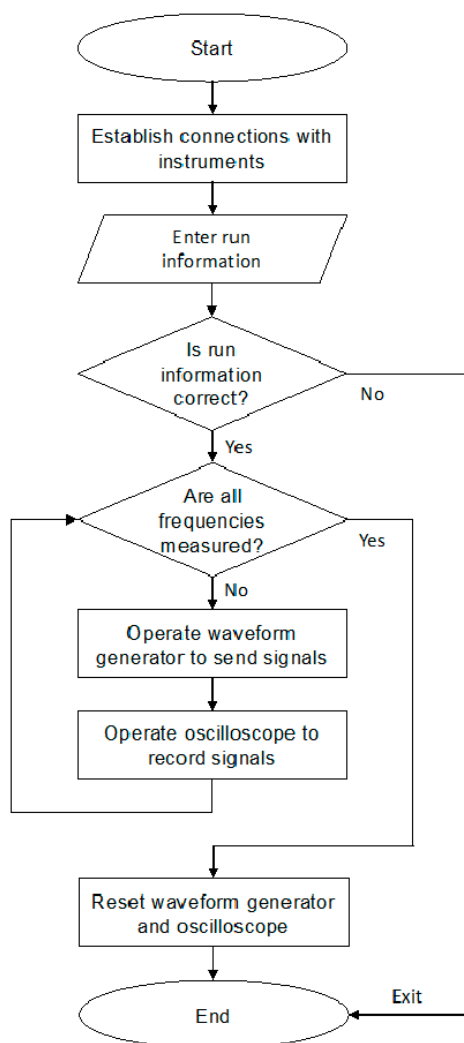 Start
Establish connections with
instruments
Enter run
information
Is run
information
correct?
No
Yes
Are all
frequencies
measured?
Yes
No
Operate waveform
generator to send signals
Operate oscilloscope to
record signals
Reset waveform generator
and oscilloscope
Exit
End